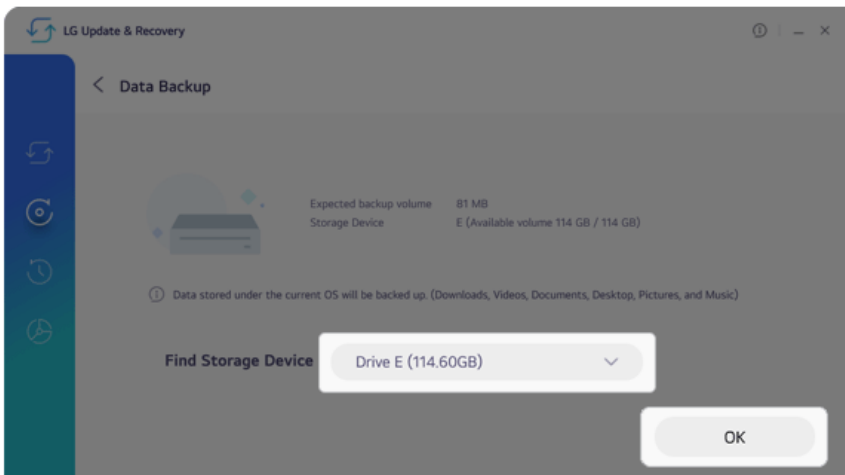 LG Update & Recovery
Data Backup
Expected backup volume 81 MB
Storage Device E (Available volume 114 GB / 114 GB)
Data stored under the current OS will be backed up. (Downloads, Videos, Documents, Desktop, Pictures, and Music)
Find Storage Device Drive E (114.60GB)
OK